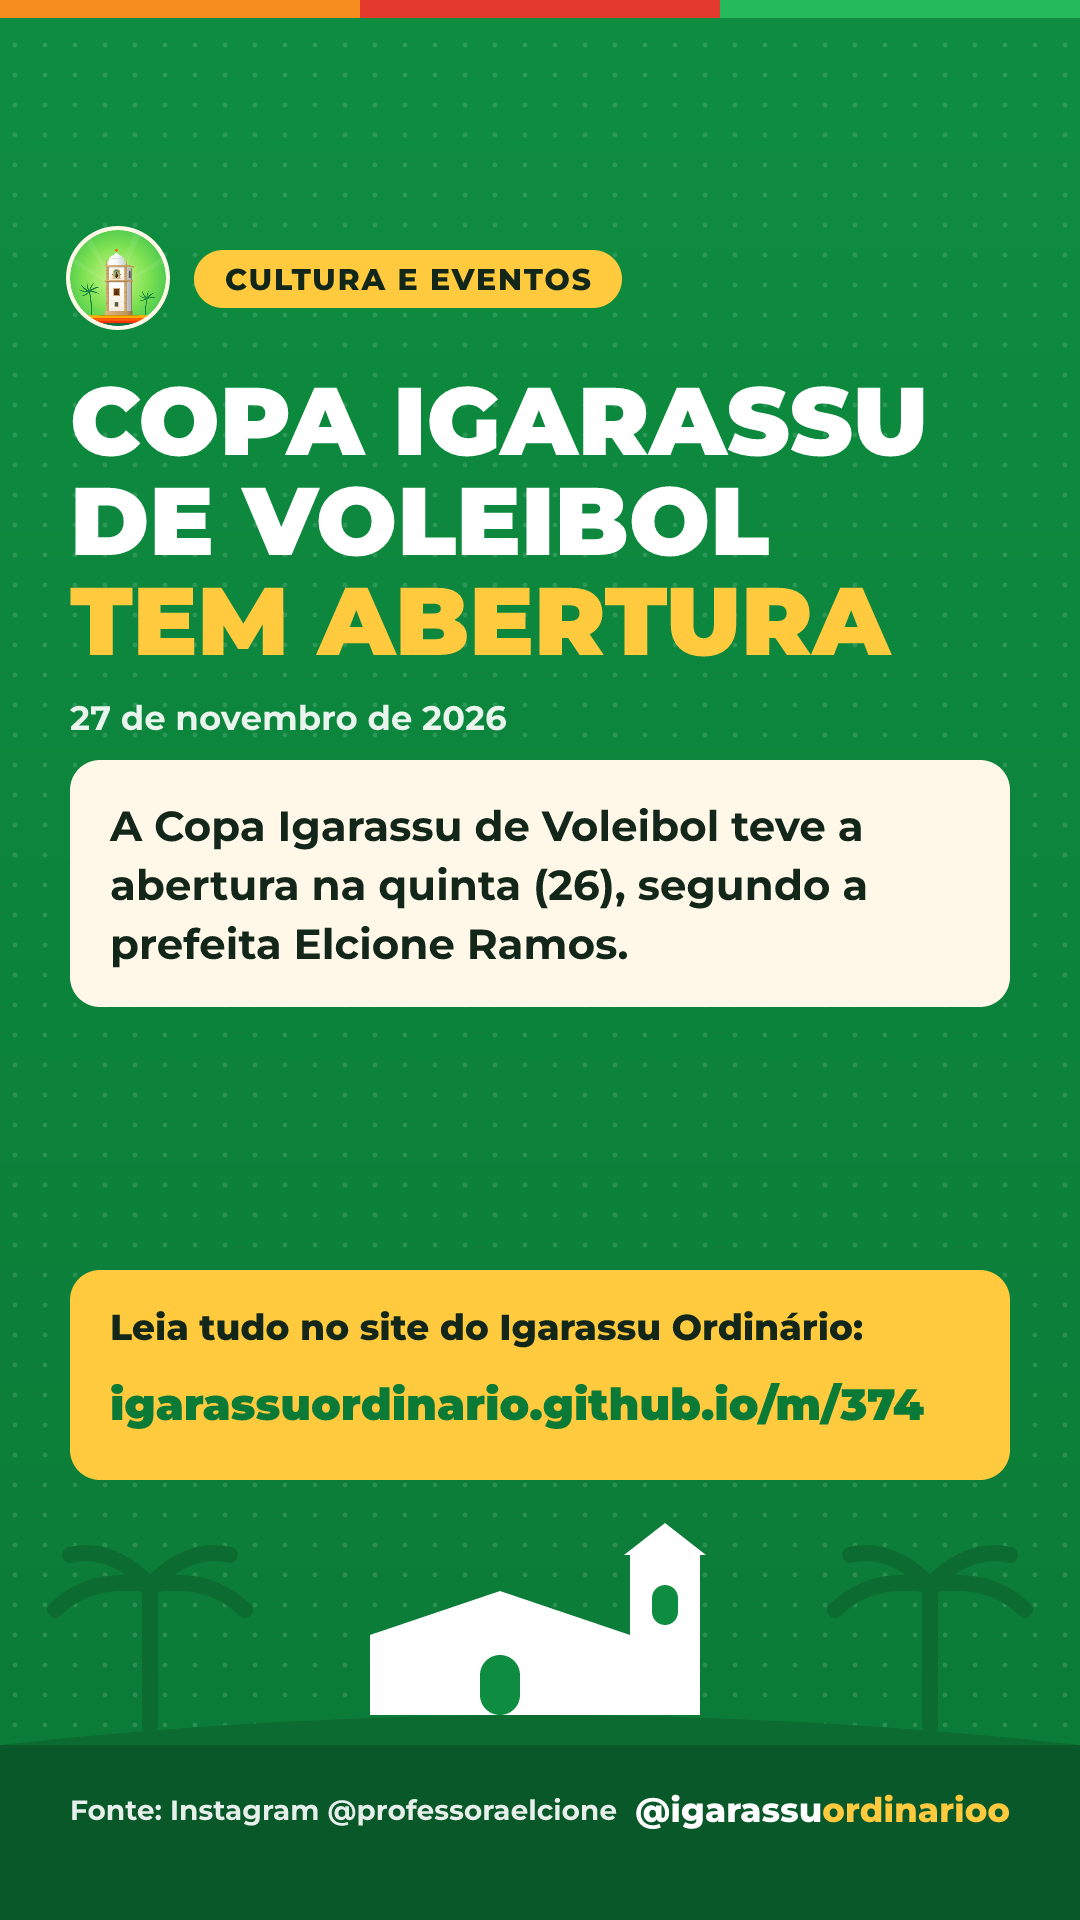 CULTURA E EVENTOS
COPA IGARASSU
DE VOLEIBOL
TEM ABERTURA
27 de novembro de 2026
A Copa Igarassu de Voleibol teve a
abertura na quinta (26), segundo a
prefeita Elcione Ramos.
Leia tudo no site do Igarassu Ordinário:
igarassuordinario.github.io/m/374
Fonte: Instagram @professoraelcione @igarassuordinarioo